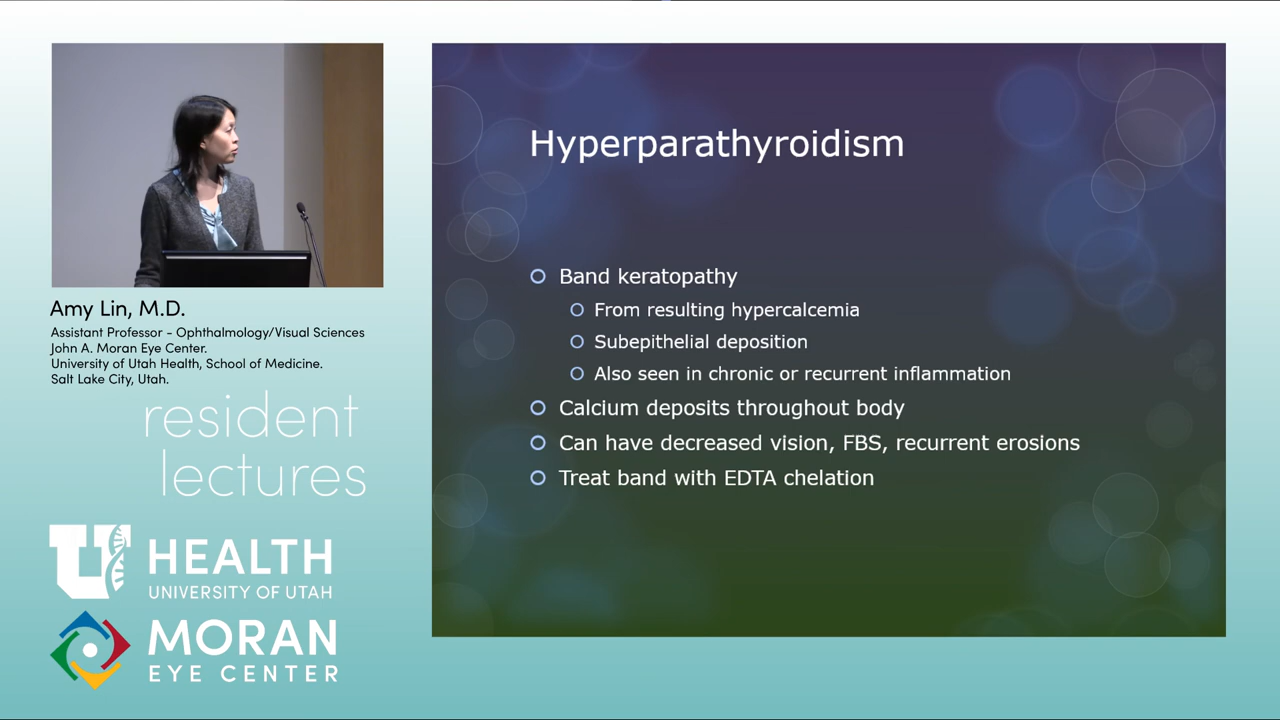 Amy Lin, M.D.
Assistant Professor - Ophthalmology/Visual Sciences
John A. Moran Eye Center.
University of Utah Health, School of Medicine.
Salt Lake City, Utah.
resident
lectures
U
HEALTH
UNIVERSITY OF UTAH
MORAN
EYE CENTER
Hyperparathyroidism
Band keratopathy
From resulting hypercalcemia
Subepithelial deposition
Also seen in chronic or recurrent inflammation
Calcium deposits throughout body
Can have decreased vision, FBS, recurrent erosions
Treat band with EDTA chelation